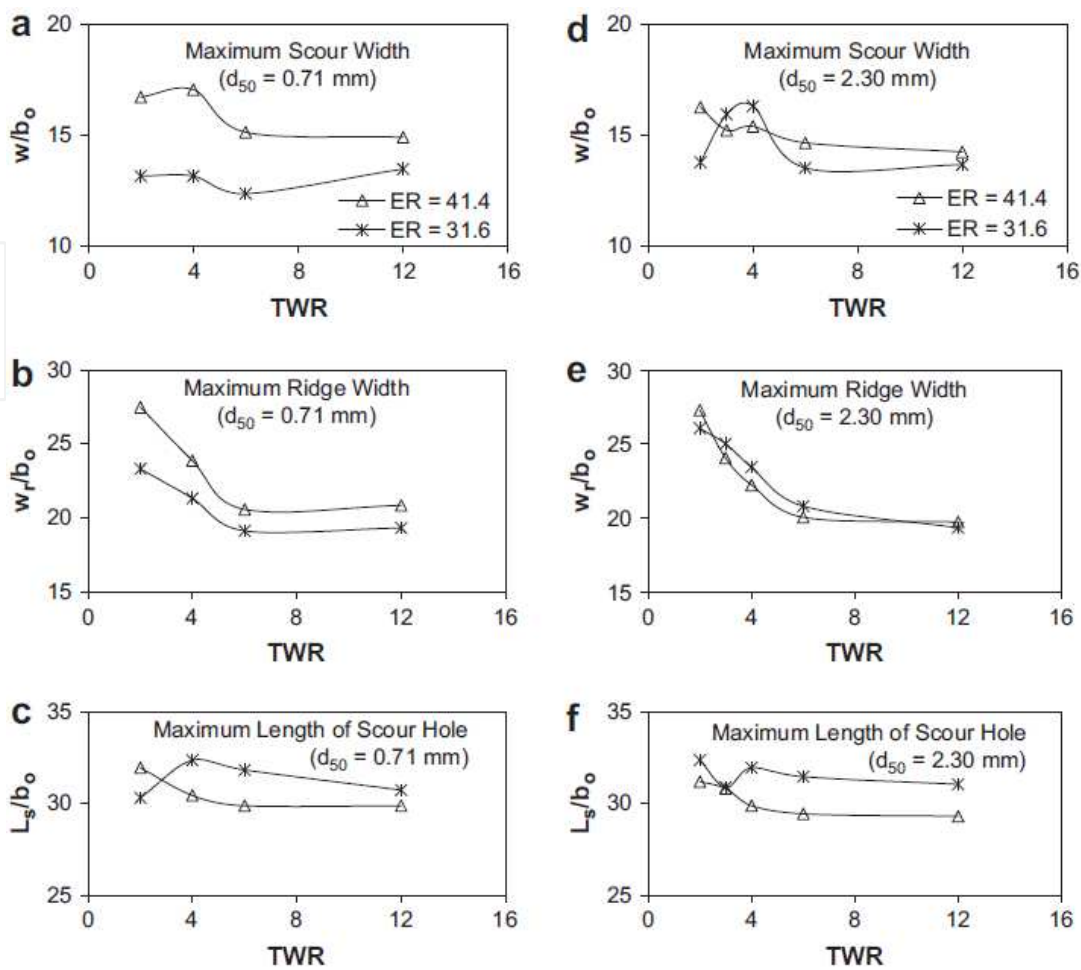 a
20
15
10
w/bo
Maximum Scour Width
(d50 = 0.71 mm)
ER = 41.4
ER = 31.6
0 4 8 12 16
TWR
d
20
15
10
w/bo
Maximum Scour Width
(d50 = 2.30 mm)
ER = 41.4
ER = 31.6
0 4 8 12 16
TWR
b
30
25
20
15
wr/bo
Maximum Ridge Width
(d50 = 0.71 mm)
0 4 8 12 16
TWR
e
30
25
20
15
wr/bo
Maximum Ridge Width
(d50 = 2.30 mm)
0 4 8 12 16
TWR
c
35
30
25
Ls/bo
Maximum Length of Scour Hole
(d50 = 0.71 mm)
0 4 8 12 16
TWR
f
35
30
25
Ls/bo
Maximum Length of Scour Hole
(d50 = 2.30 mm)
0 4 8 12 16
TWR